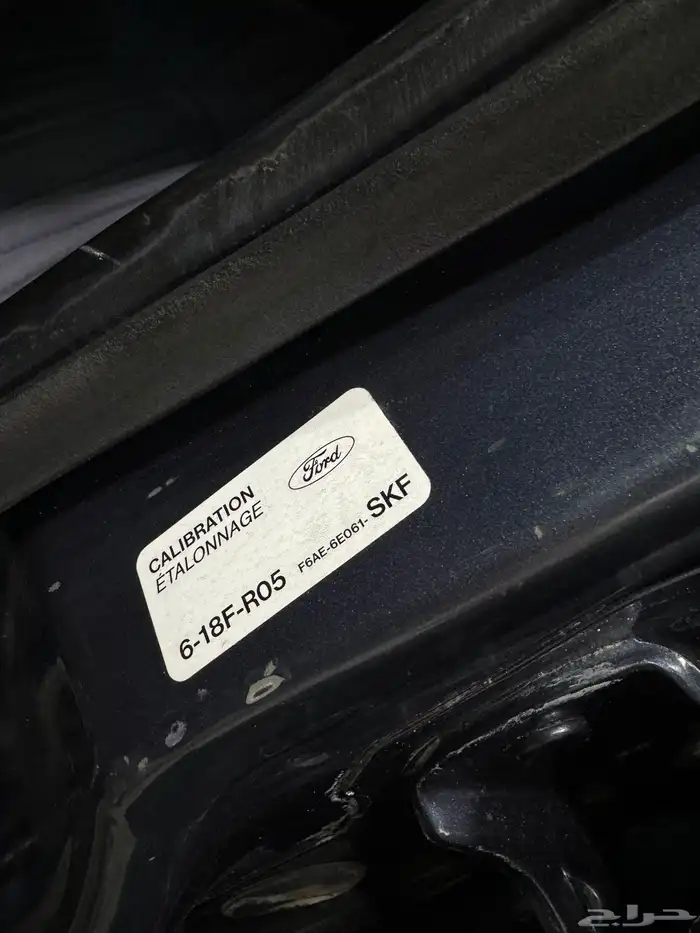 Ford
CALIBRATION
ÉTALONNAGE
6-18F-R05 F6AE-6E061- SKF
حراج